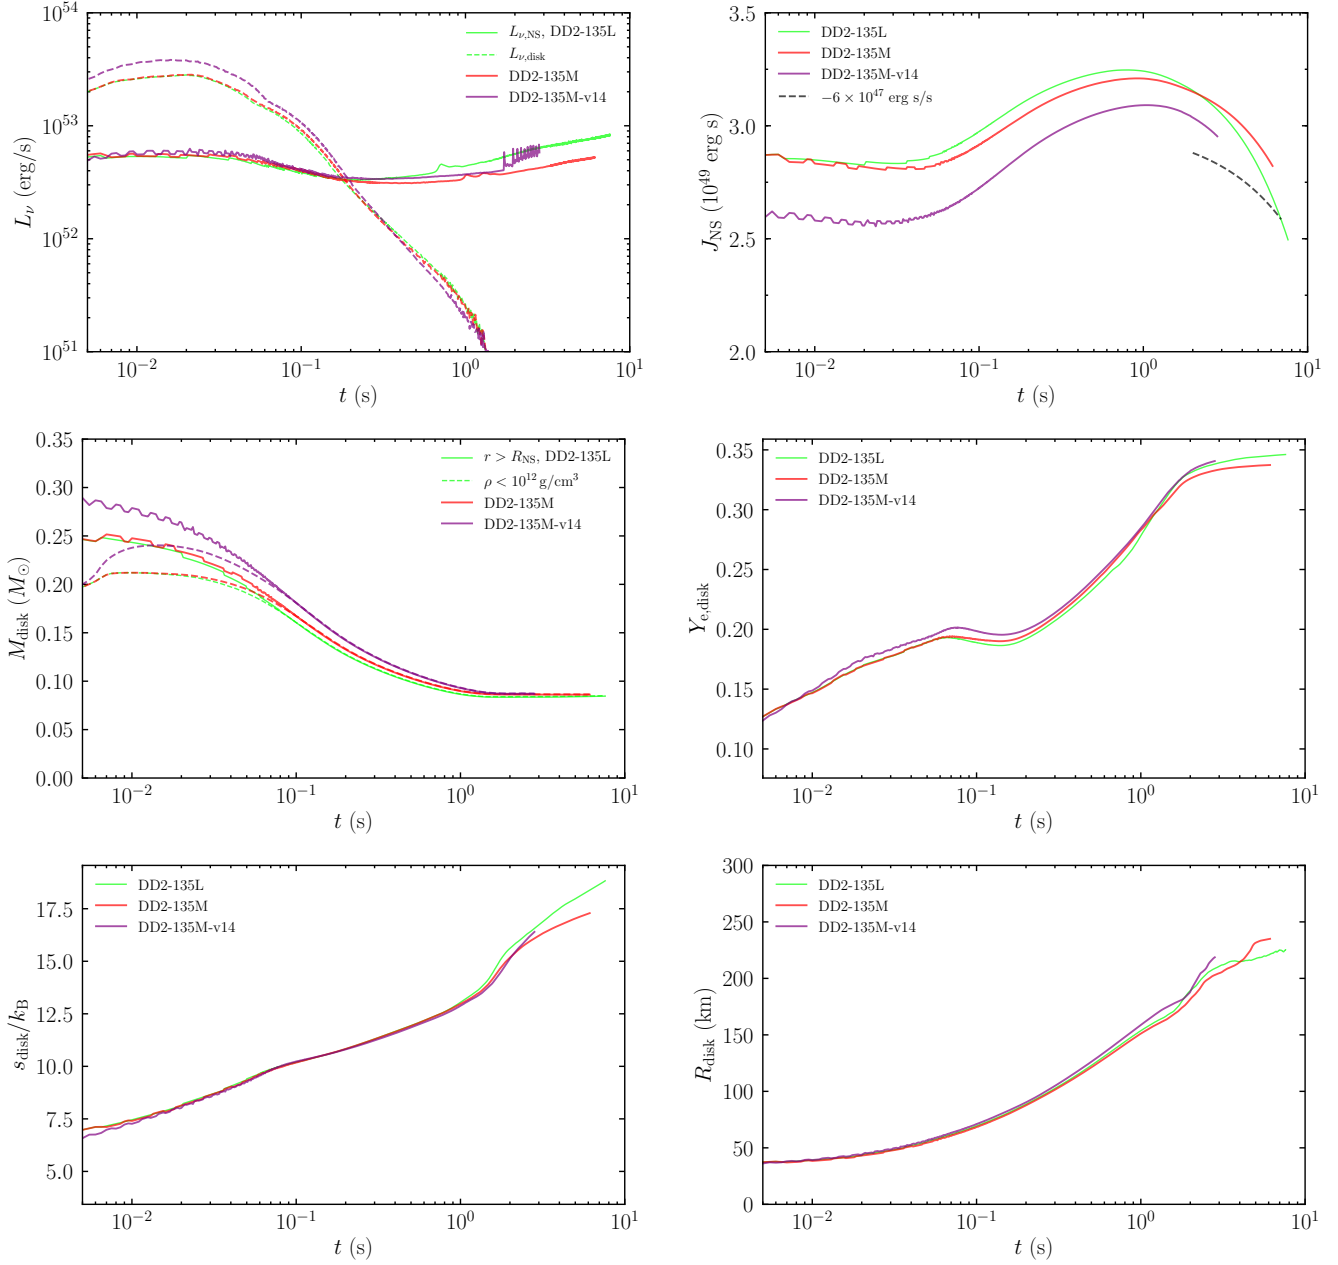 10^54
10^53
10^52
10^51
L_ν (erg/s)
L_ν,NS, DD2-135L
L_ν,disk
DD2-135M
DD2-135M-v14
10^−2
10^−1
10^0
10^1
t (s)
3.5
3.0
2.5
2.0
J_NS (10^49 erg s)
DD2-135L
DD2-135M
DD2-135M-v14
−6 × 10^47 erg s/s
10^−2
10^−1
10^0
10^1
t (s)
0.35
0.30
0.25
0.20
0.15
0.10
0.05
0.00
M_disk (M_⊙)
r > R_NS, DD2-135L
ρ < 10^12 g/cm^3
DD2-135M
DD2-135M-v14
10^−2
10^−1
10^0
10^1
t (s)
0.35
0.30
0.25
0.20
0.15
0.10
Y_e,disk
DD2-135L
DD2-135M
DD2-135M-v14
10^−2
10^−1
10^0
10^1
t (s)
17.5
15.0
12.5
10.0
7.5
5.0
s_disk/k_B
DD2-135L
DD2-135M
DD2-135M-v14
10^−2
10^−1
10^0
10^1
t (s)
300
250
200
150
100
50
0
R_disk (km)
DD2-135L
DD2-135M
DD2-135M-v14
10^−2
10^−1
10^0
10^1
t (s)